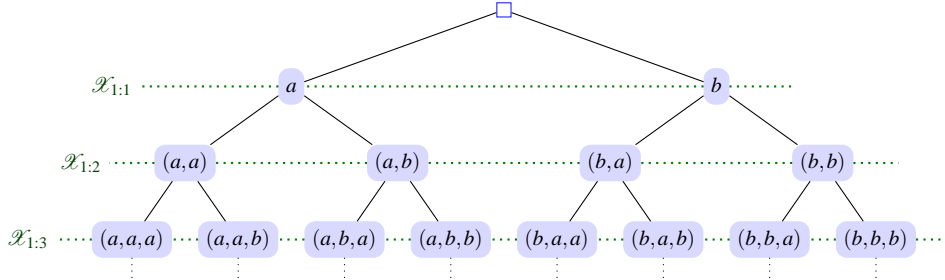 𝒳1:1 a b
𝒳1:2 (a,a) (a,b) (b,a) (b,b)
𝒳1:3 (a,a,a) (a,a,b) (a,b,a) (a,b,b) (b,a,a) (b,a,b) (b,b,a) (b,b,b)